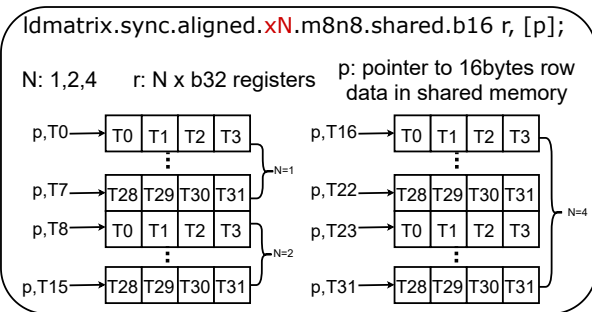 ldmatrix.sync.aligned.xN.m8n8.shared.b16 r, [p];
N: 1,2,4 r: N x b32 registers p: pointer to 16bytes row
data in shared memory
p,T0 T0 T1 T2 T3 p,T16 T0 T1 T2 T3
N=1
p,T7 T28 T29 T30 T31 p,T22 T28 T29 T30 T31
N=4
p,T8 T0 T1 T2 T3 p,T23 T0 T1 T2 T3
N=2
p,T15 T28 T29 T30 T31 p,T31 T28 T29 T30 T31